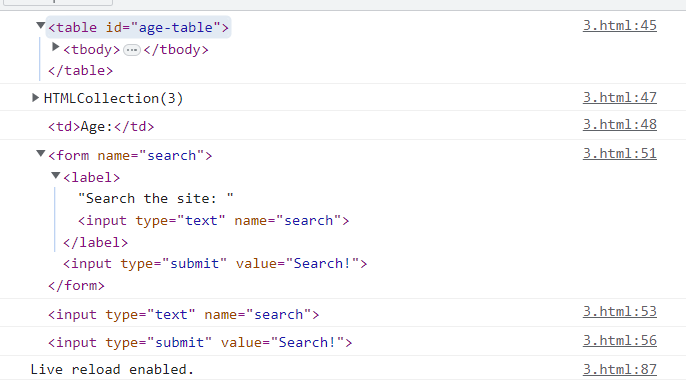 <table id="age-table"> 3.html:45
<tbody>…</tbody>
</table>
HTMLCollection(3) 3.html:47
<td>Age:</td> 3.html:48
<form name="search"> 3.html:51
<label>
"Search the site: "
<input type="text" name="search">
</label>
<input type="submit" value="Search!">
</form>
<input type="text" name="search"> 3.html:53
<input type="submit" value="Search!"> 3.html:56
Live reload enabled. 3.html:87